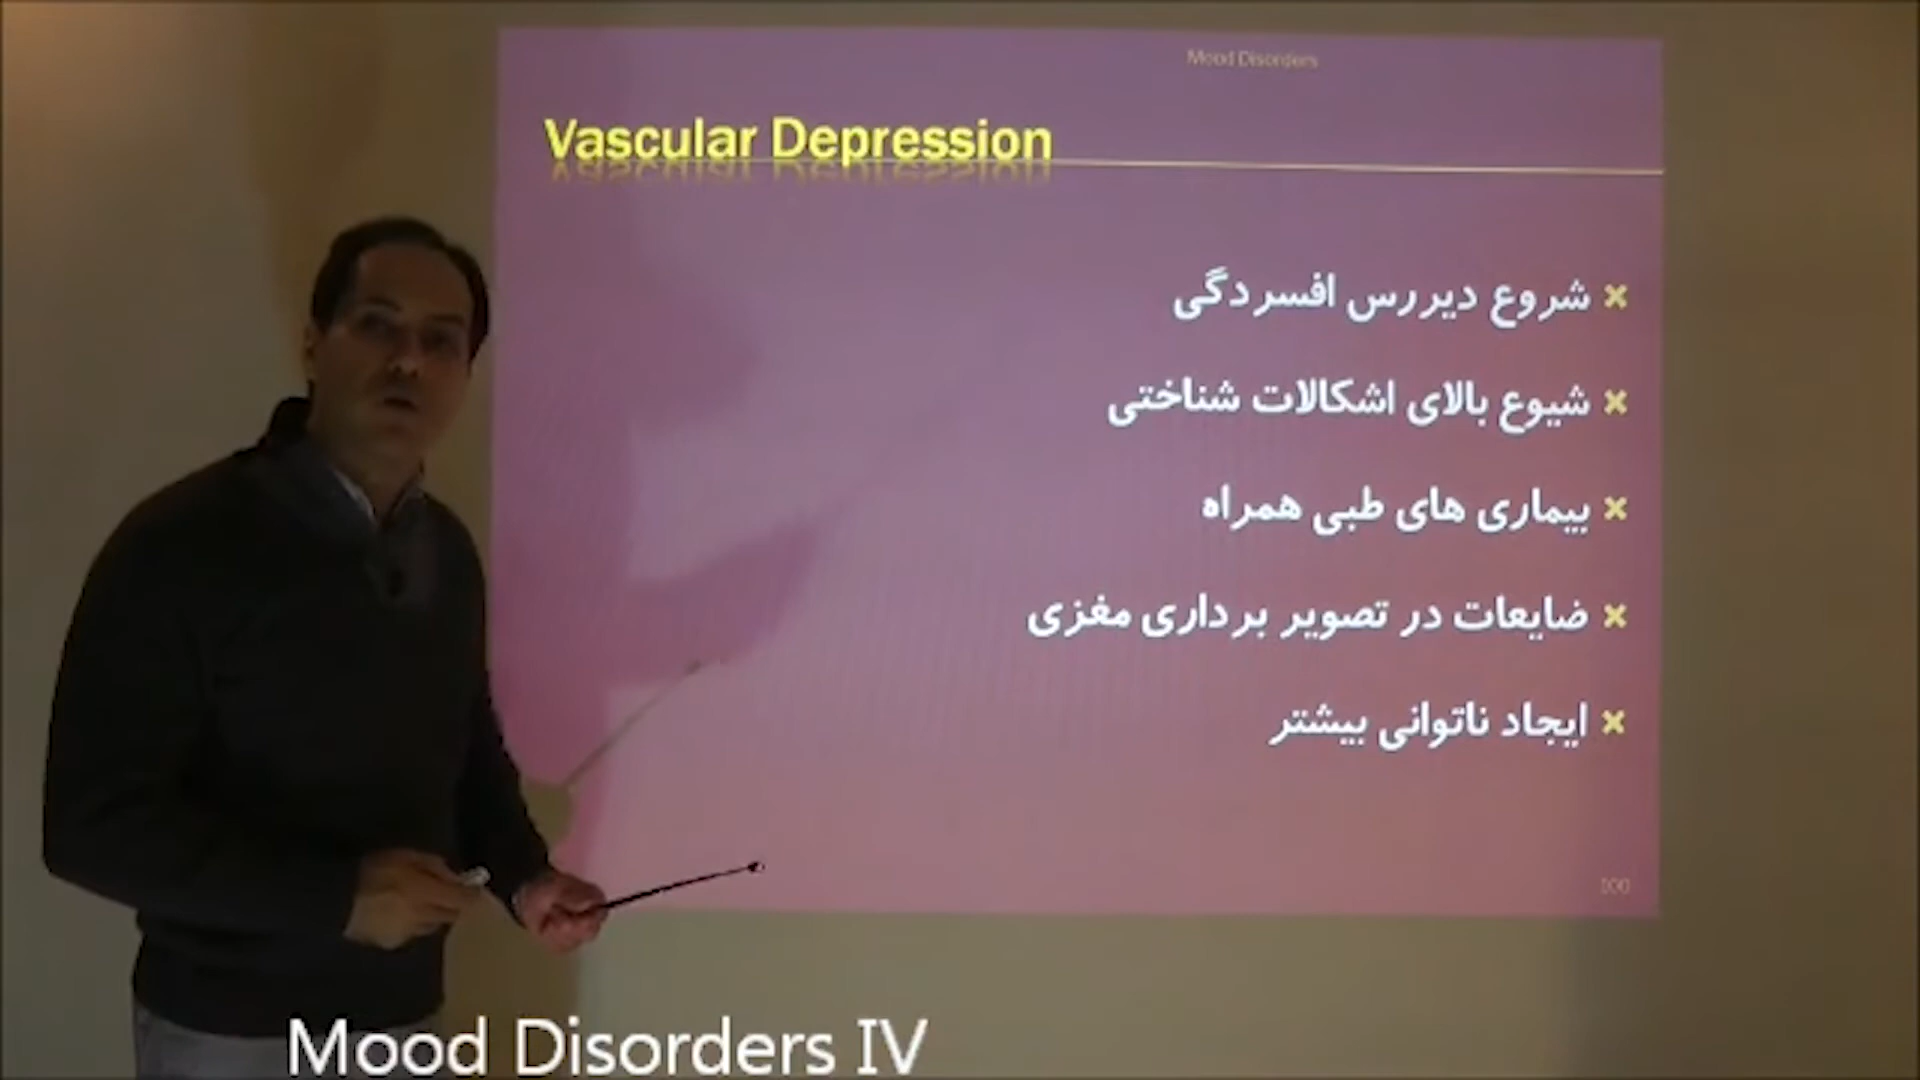 Mood Disorders
Vascular Depression
شروع دیررس افسردگی
شیوع بالای اشکالات شناختی
بیماری های طبی همراه
ضایعات در تصویر برداری مغزی
ایجاد ناتوانی بیشتر
100
Mood Disorders IV